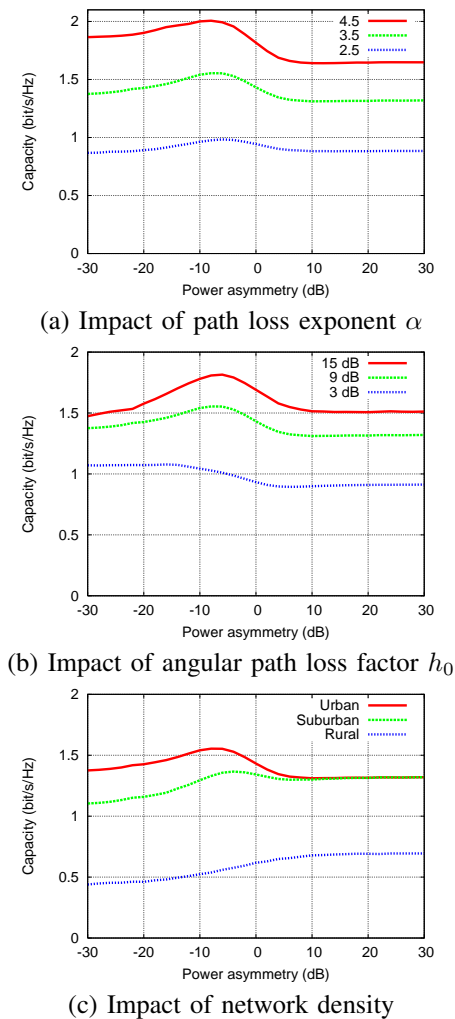 2
1.5
1
0.5
0
Capacity (bit/s/Hz)
4.5
3.5
2.5
-30 -20 -10 0 10 20 30
Power asymmetry (dB)
(a) Impact of path loss exponent α
2
1.5
1
0.5
0
Capacity (bit/s/Hz)
15 dB
9 dB
3 dB
-30 -20 -10 0 10 20 30
Power asymmetry (dB)
(b) Impact of angular path loss factor h₀
2
1.5
1
0.5
0
Capacity (bit/s/Hz)
Urban
Suburban
Rural
-30 -20 -10 0 10 20 30
Power asymmetry (dB)
(c) Impact of network density